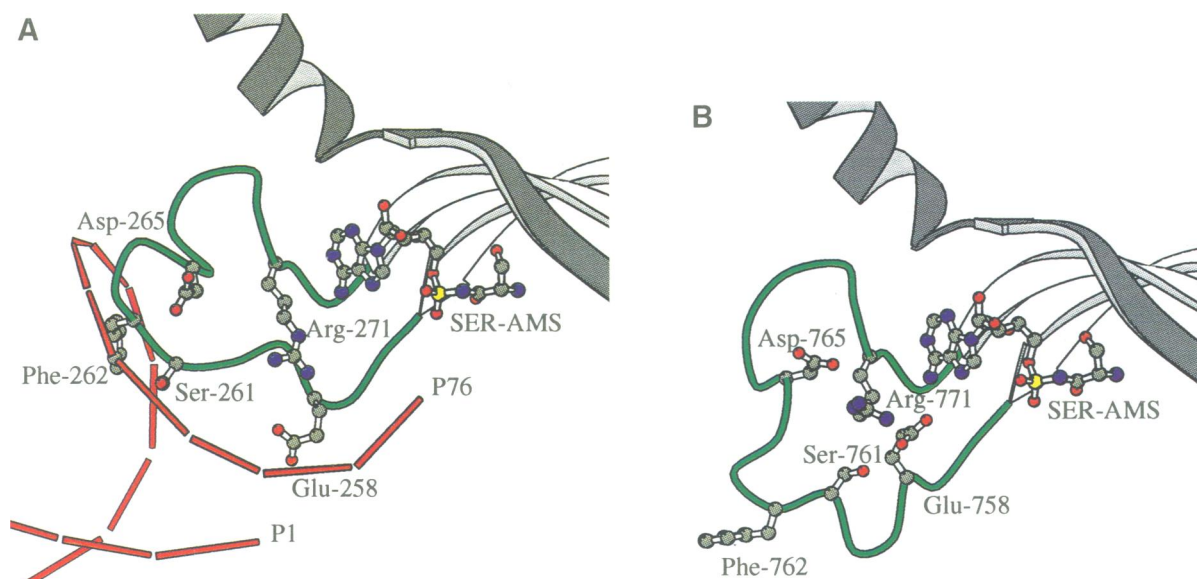 A
Asp-265
Arg-271
SER-AMS
Phe-262
Ser-261
P76
Glu-258
P1
B
Asp-765
Arg-771
SER-AMS
Ser-761
Glu-758
Phe-762